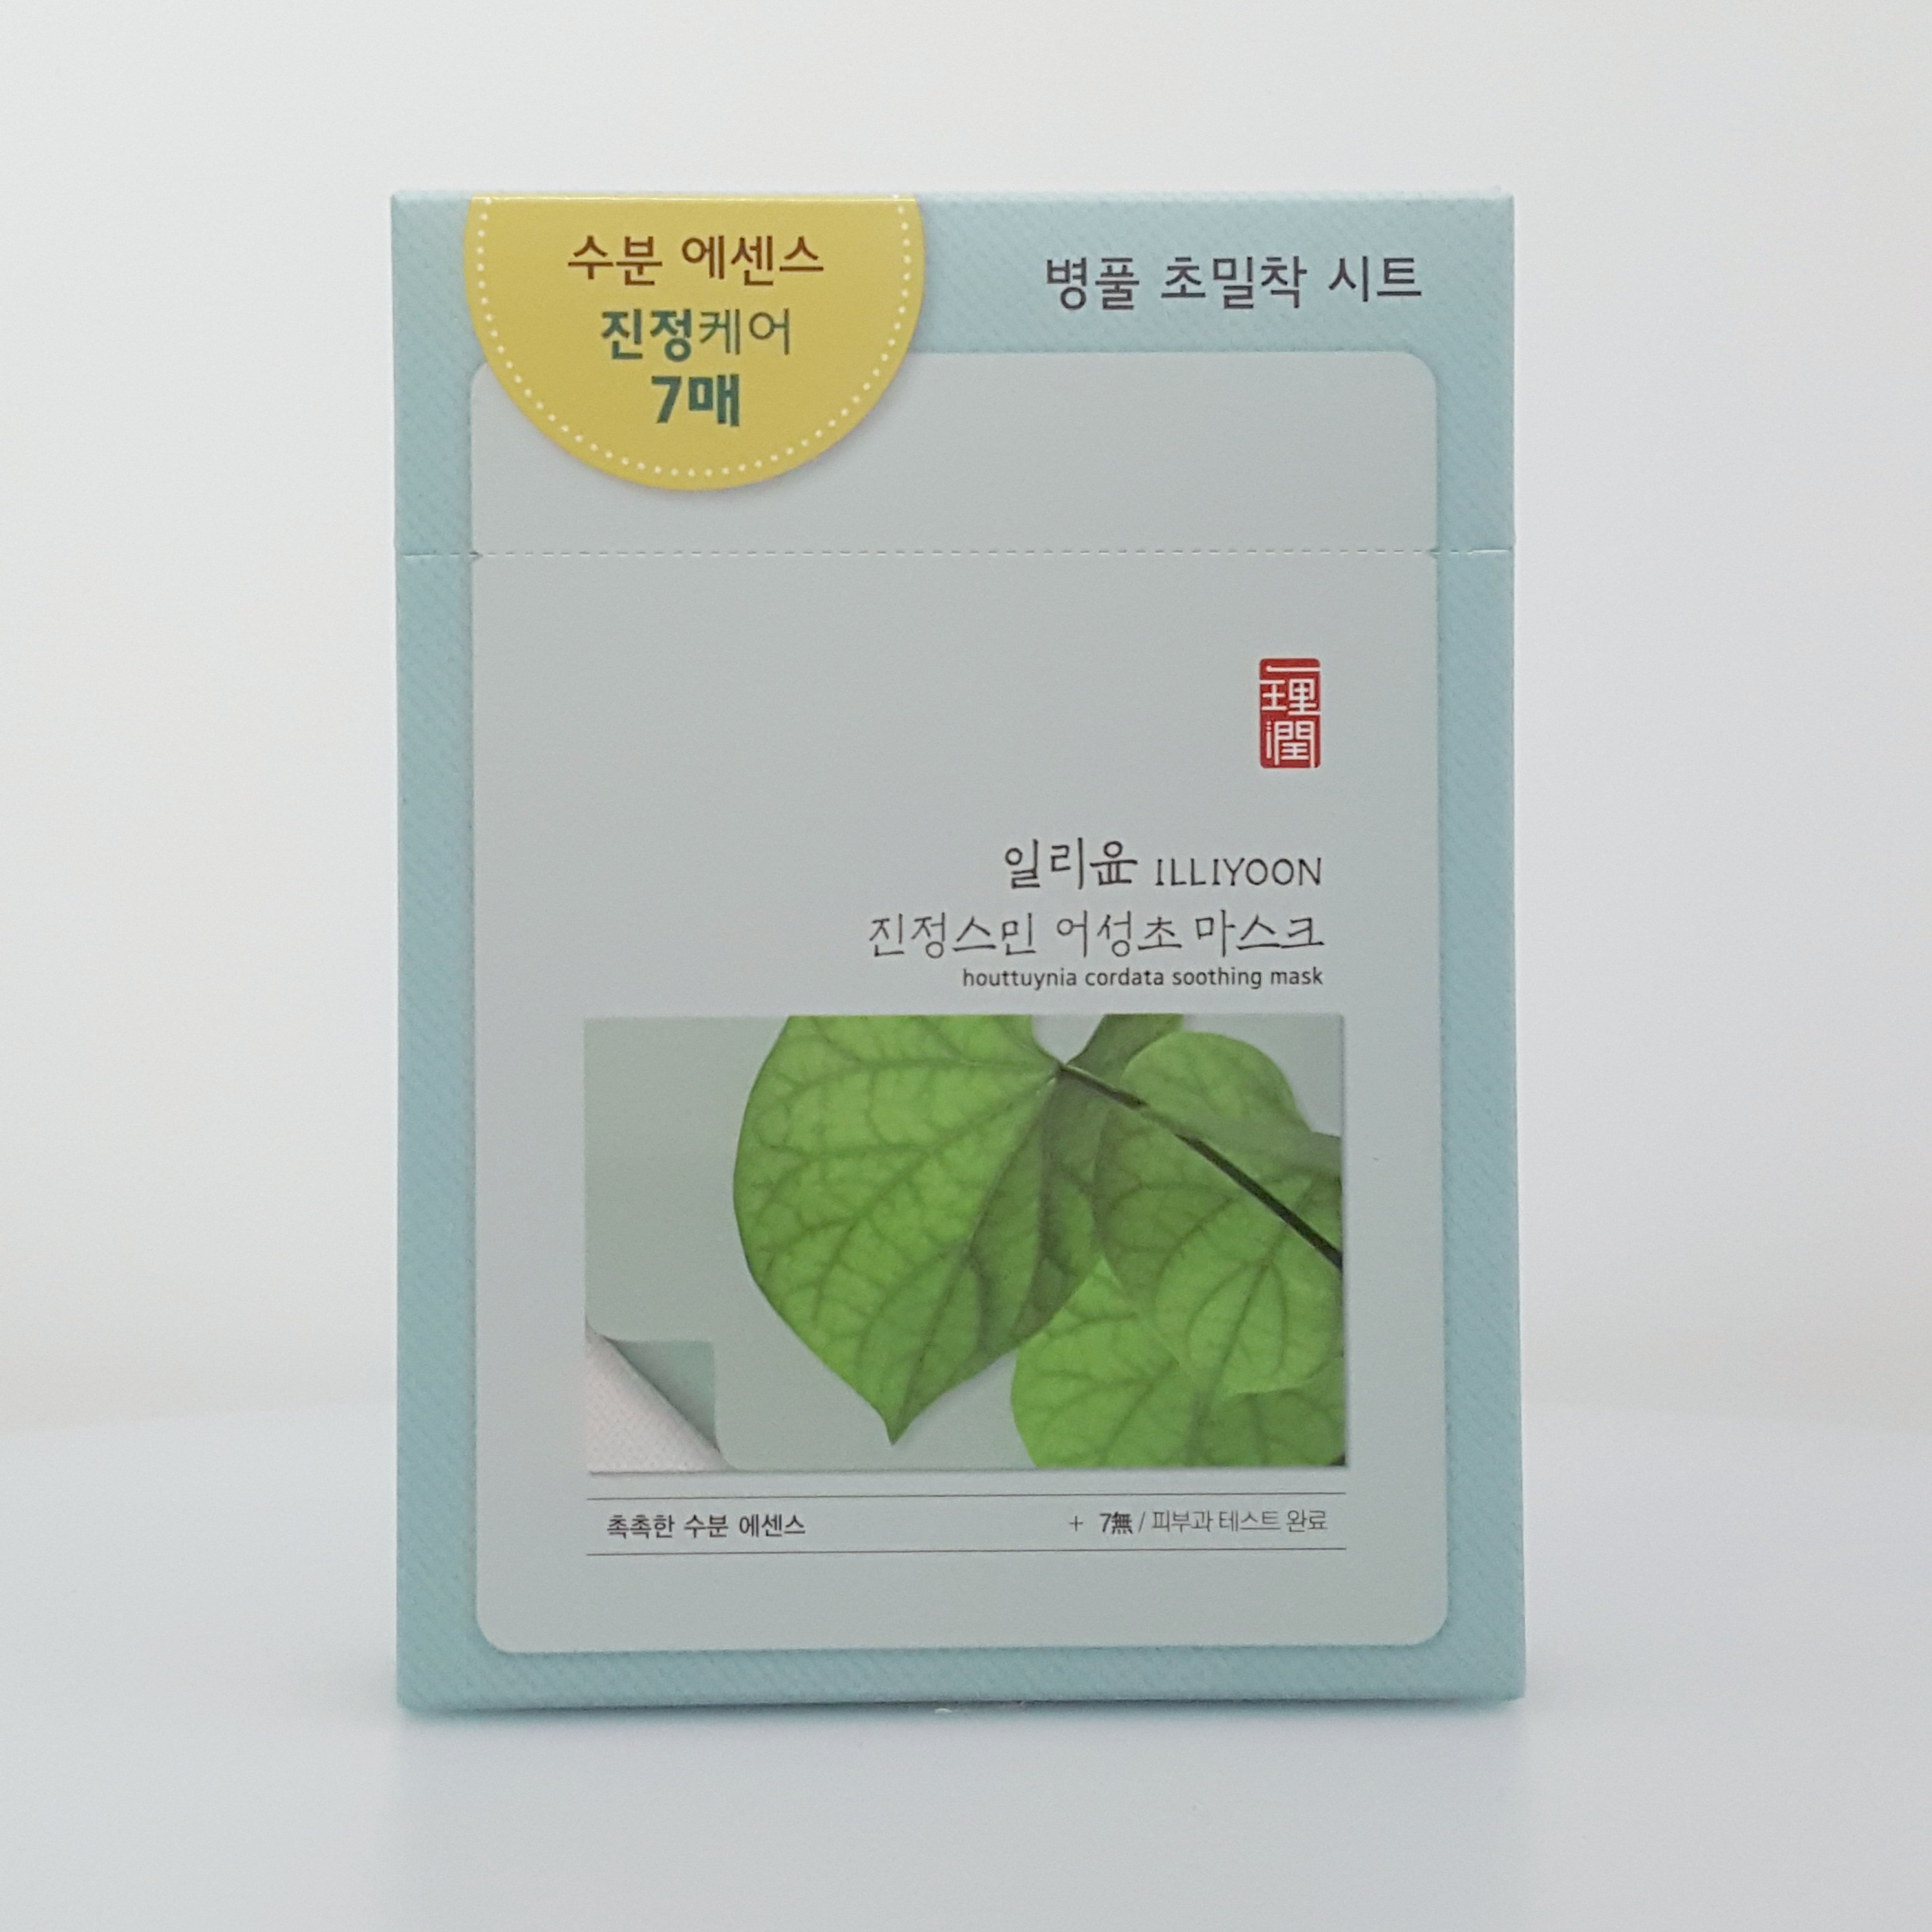 수분 에센스
진정케어
7매
병풀 초밀착 시트
一理潤
일리윤 ILLIYOON
진정스민 어성초 마스크
houttuynia cordata soothing mask
촉촉한 수분 에센스
+ 7無 / 피부과 테스트 완료